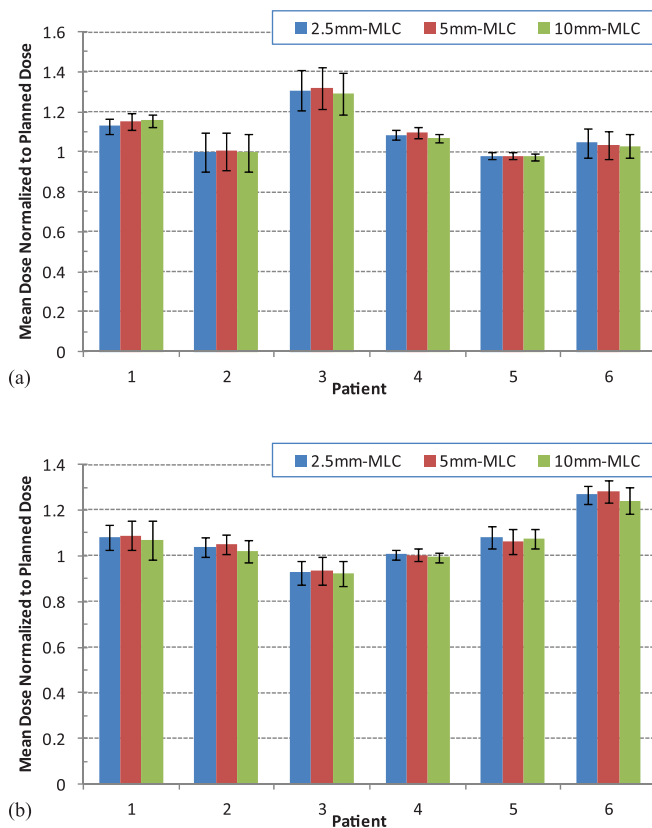 2.5mm-MLC 5mm-MLC 10mm-MLC
Mean Dose Normalized to Planned Dose
1.6
1.4
1.2
1
0.8
0.6
0.4
0.2
0
1 2 3 4 5 6
Patient
(a)
2.5mm-MLC 5mm-MLC 10mm-MLC
Mean Dose Normalized to Planned Dose
1.4
1.2
1
0.8
0.6
0.4
0.2
0
1 2 3 4 5 6
Patient
(b)